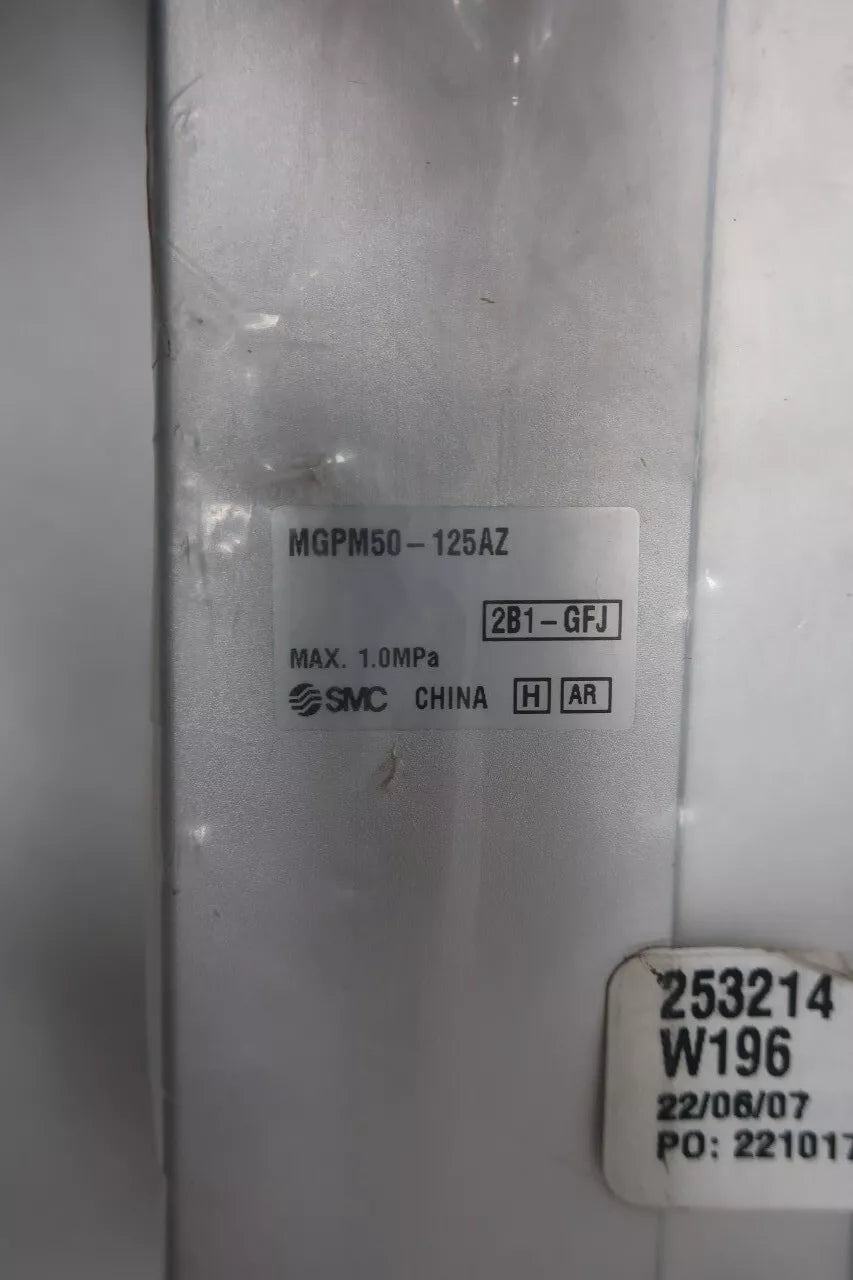 MGPM50-125AZ
2B1-GFJ
MAX. 1.0MPa
SMC CHINA H AR
253214
W196
22/06/07
PO: 221017